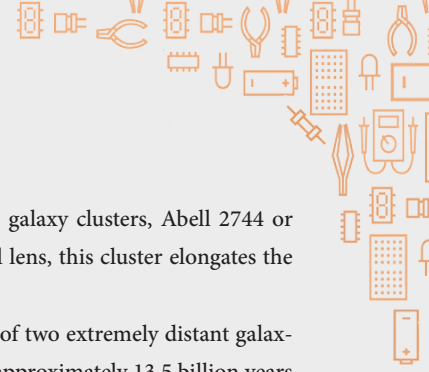 galaxy clusters, Abell 2744 or
lens, this cluster elongates the
of two extremely distant galax-
approximately 13.5 billion years